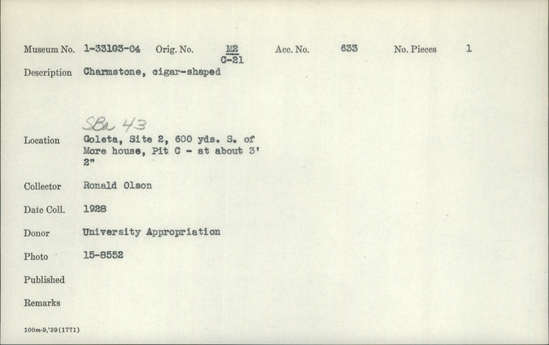 Museum No. 1-33103-04 Orig. No. M2 Acc. No. 633 No. Pieces 1
C-21
Description Charmstone, cigar-shaped
SBa 43
Location Goleta, Site 2, 600 yds. S. of
More house, Pit C - at about 3'
2"
Collector Ronald Olson
Date Coll. 1928
Donor University Appropriation
Photo 15-8552
Published
Remarks
100m-9,'39(1771)